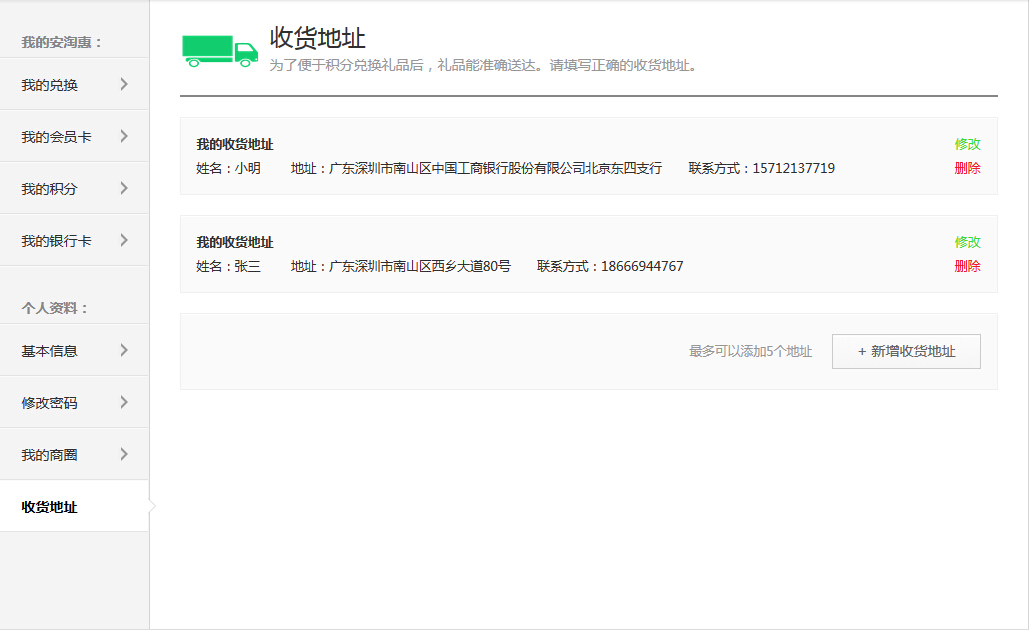 我的安淘惠：
我的兑换
我的会员卡
我的积分
我的银行卡
个人资料：
基本信息
修改密码
我的商圈
收货地址
收货地址
为了便于积分兑换礼品后，礼品能准确送达。请填写正确的收货地址。
我的收货地址 修改
姓名：小明 地址：广东深圳市南山区中国工商银行股份有限公司北京东四支行 联系方式：15712137719 删除
我的收货地址 修改
姓名：张三 地址：广东深圳市南山区西乡大道80号 联系方式：18666944767 删除
最多可以添加5个地址 + 新增收货地址